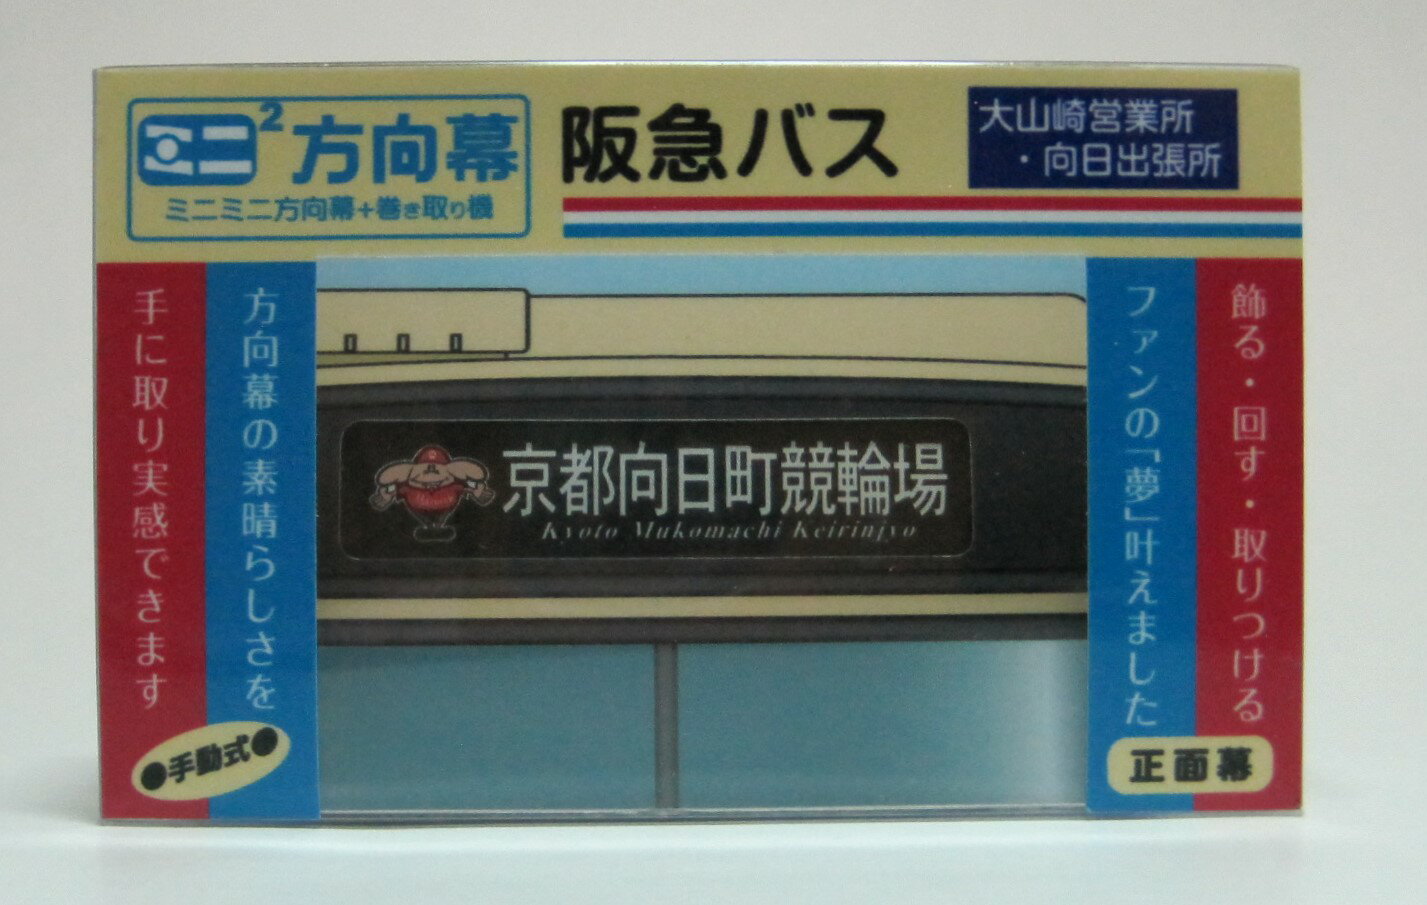 ミニ²方向幕
ミニミニ方向幕+巻き取り機
阪急バス
大山崎営業所
・向日出張所
飾る・回す・取りつける
ファンの「夢」叶えました
方向幕の素晴らしさを
手に取り実感できます
京都向日町競輪場
Kyoto Mukomachi Keirinjyo
●手動式●
正面幕